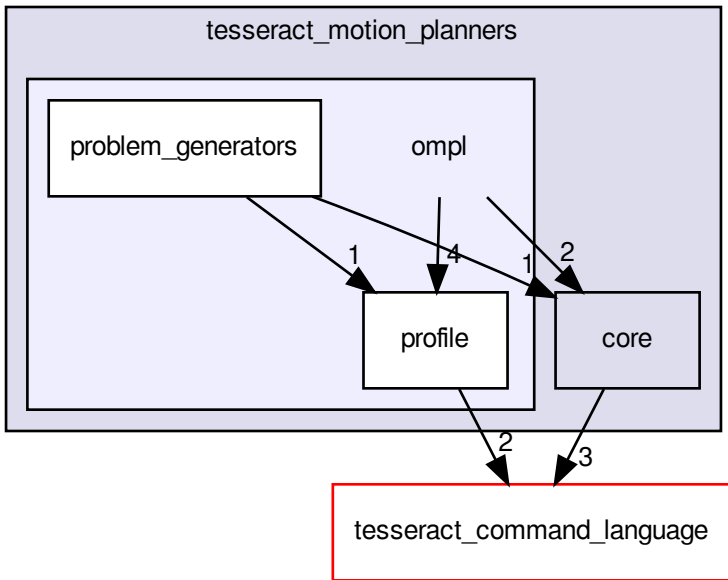 tesseract_motion_planners
problem_generators
ompl
1
4
1
2
profile
core
2
3
tesseract_command_language